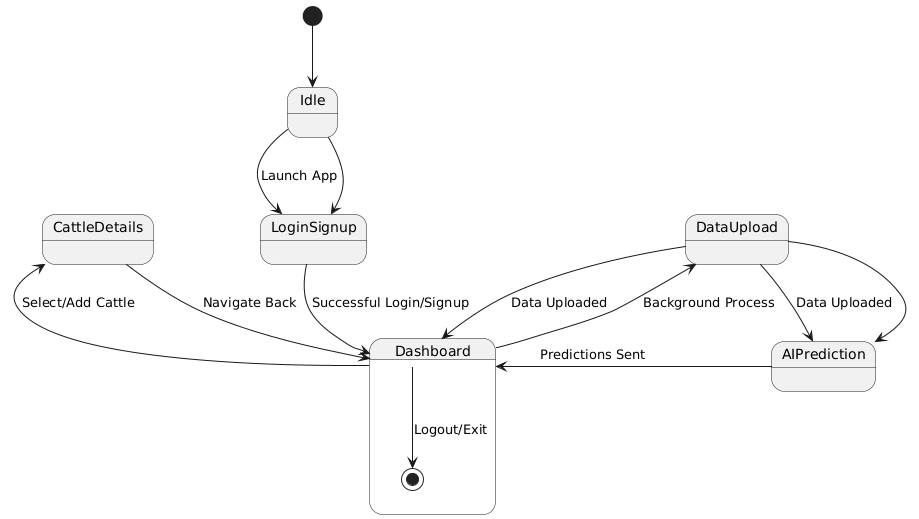 Idle
Launch App
CattleDetails
LoginSignup
DataUpload
Select/Add Cattle
Navigate Back
Successful Login/Signup
Data Uploaded
Background Process
Data Uploaded
Dashboard
Predictions Sent
AIPrediction
Logout/Exit